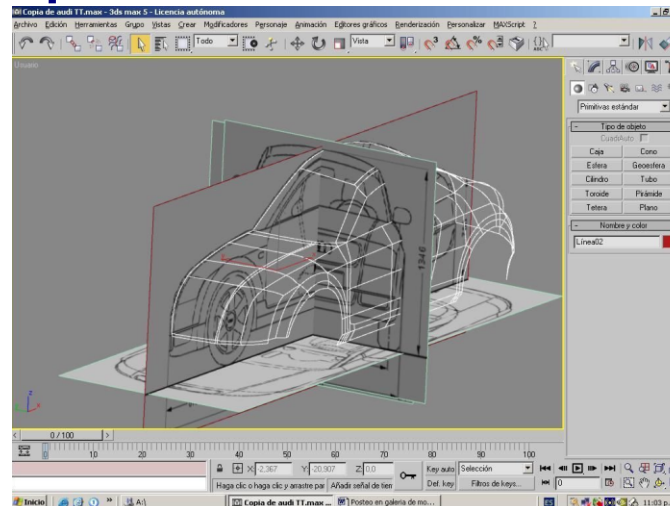 Copia de audi TT.max - 3ds max 5 - Licencia autónoma
Archivo Edición Herramientas Grupo Vistas Crear Modificadores Personaje Animación Editores gráficos Renderización Personalizar MAXScript ?
Todo
Vista
Usuario
Primitivas estándar
Tipo de objeto
CuadrAuto
Caja Cono
Esfera Geoesfera
Cilindro Tubo
Toroide Pirámide
Tetera Plano
Nombre y color
Línea02
1346
z
0 / 100
0 10 20 30 40 50 60 70 80 90 100
X: -2,367 Y: -20,907 Z: 0,0
Key auto Selección
Haga clic o haga clic y arrastre par Añadir señal de tien Def. key Filtros de keys... 0
Inicio A:\ Copia de audi TT.max ... Posteo en galeria de mo... ES 11:03